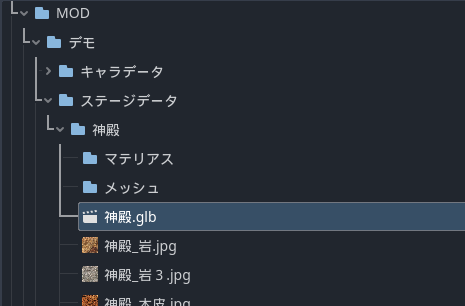 MOD
デモ
キャラデータ
ステージデータ
神殿
マテリアス
メッシュ
神殿.glb
神殿_岩.jpg
神殿_岩３.jpg
神殿_木皮.jpg